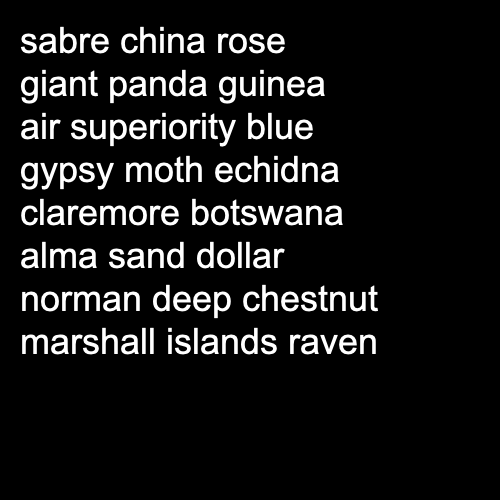 sabre china rose
giant panda guinea
air superiority blue
gypsy moth echidna
claremore botswana
alma sand dollar
norman deep chestnut
marshall islands raven